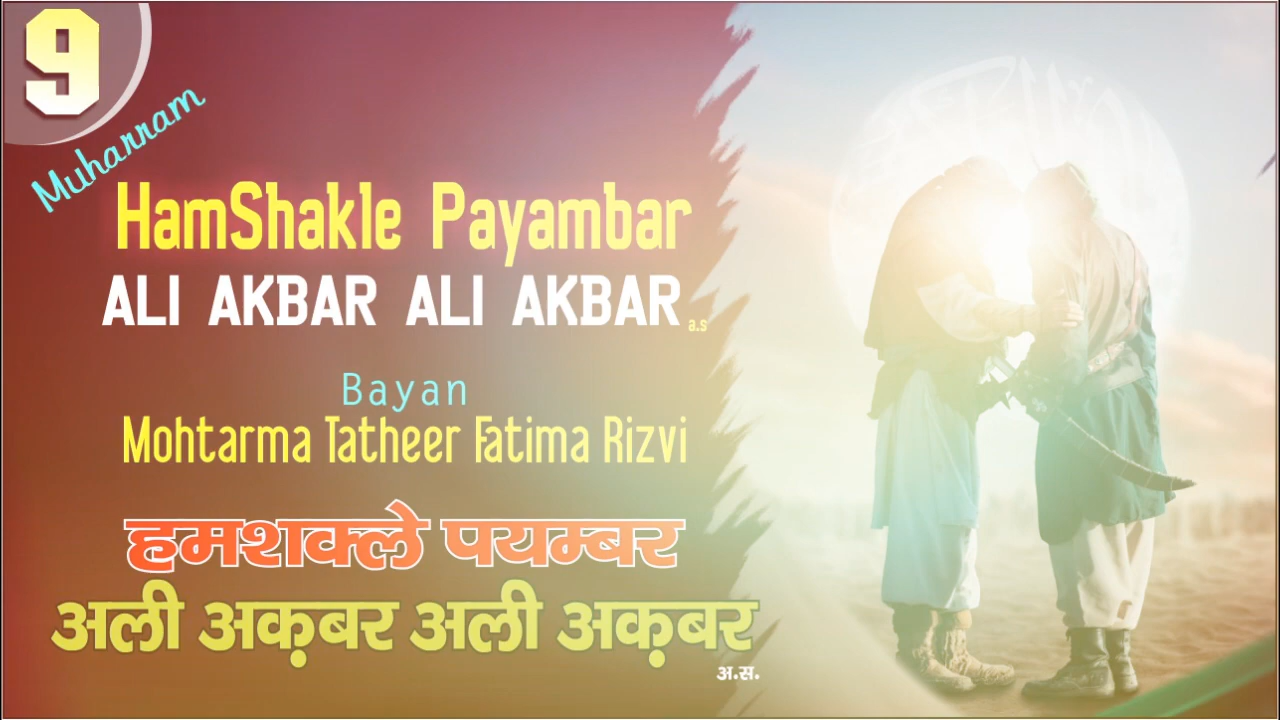 9
Muharram
HamShakle Payambar
ALI AKBAR ALI AKBAR a.s
Bayan
Mohtarma Tatheer Fatima Rizvi
हमशक्ले पयम्बर
अली अक़बर अली अक़बर
अ.स.